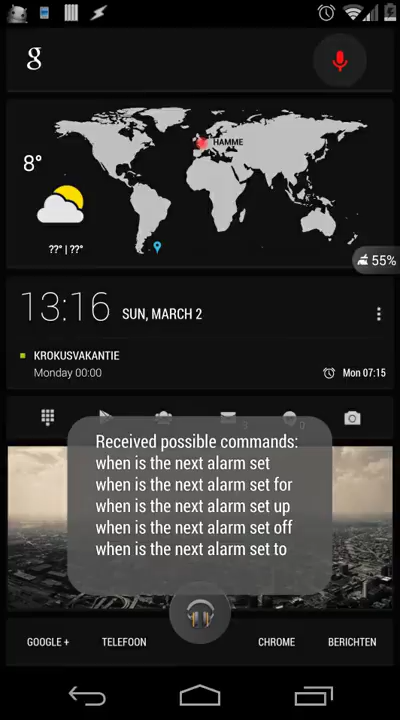 g
HAMME
8°
??° | ??°
55%
13:16 SUN, MARCH 2
KROKUSVAKANTIE
Monday 00:00
Mon 07:15
Received possible commands:
when is the next alarm set
when is the next alarm set for
when is the next alarm set up
when is the next alarm set off
when is the next alarm set to
GOOGLE + TELEFOON CHROME BERICHTEN